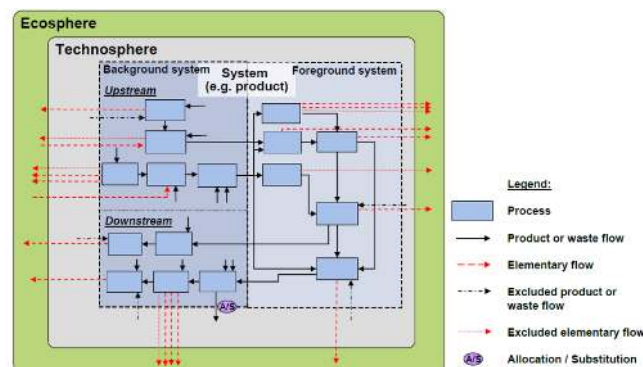 Ecosphere
Technosphere
Background system
System
(e.g. product)
Foreground system
Upstream
Downstream
A/S
Legend:
Process
Product or waste flow
Elementary flow
Excluded product or
waste flow
Excluded elementary flow
A/S
Allocation / Substitution